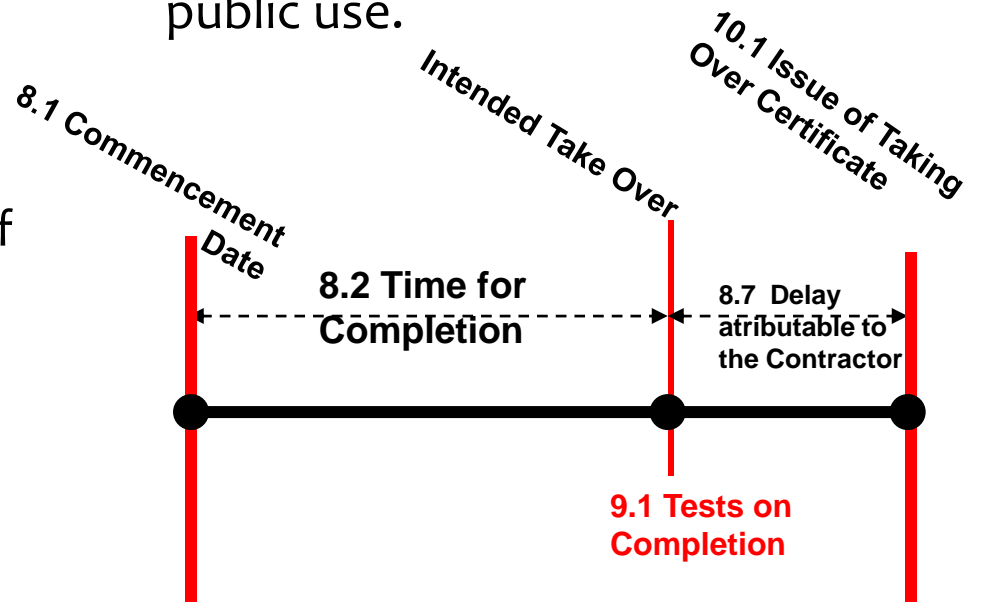 public use.
10.1 Issue of Taking
Over Certificate
Intended Take Over
8.1 Commencement
Date
f
8.2 Time for
Completion
8.7 Delay
atributable to
the Contractor
9.1 Tests on
Completion